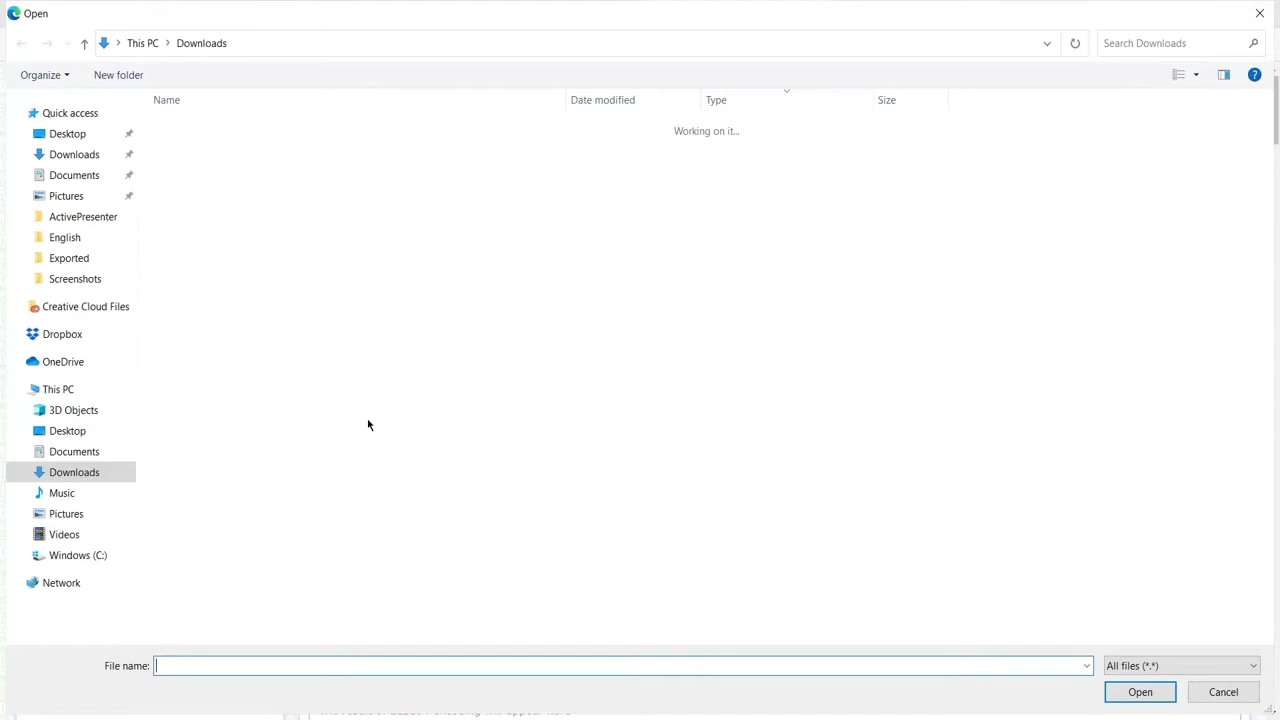 Open
This PC
Downloads
Search Downloads
Organize
New folder
Name
Date modified
Type
Size
Working on it...
Quick access
Desktop
Downloads
Documents
Pictures
ActivePresenter
English
Exported
Screenshots
Creative Cloud Files
Dropbox
OneDrive
This PC
3D Objects
Desktop
Documents
Downloads
Music
Pictures
Videos
Windows (C:)
Network
File name:
All files (*.*)
Open
Cancel